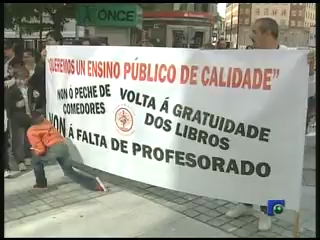 ONCE
"QUEREMOS UN ENSINO PÚBLICO DE CALIDADE"
NON Ó PECHE DE
COMEDORES
VOLTA Á GRATUIDADE
DOS LIBROS
NON Á FALTA DE PROFESORADO